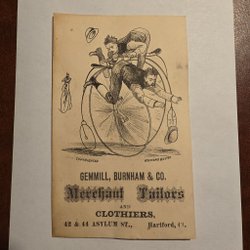 GEMMILL, BURNHAM & CO.
Merchant Tailors
AND
CLOTHIERS,
42 & 44 ASYLUM ST., Hartford, Ct.